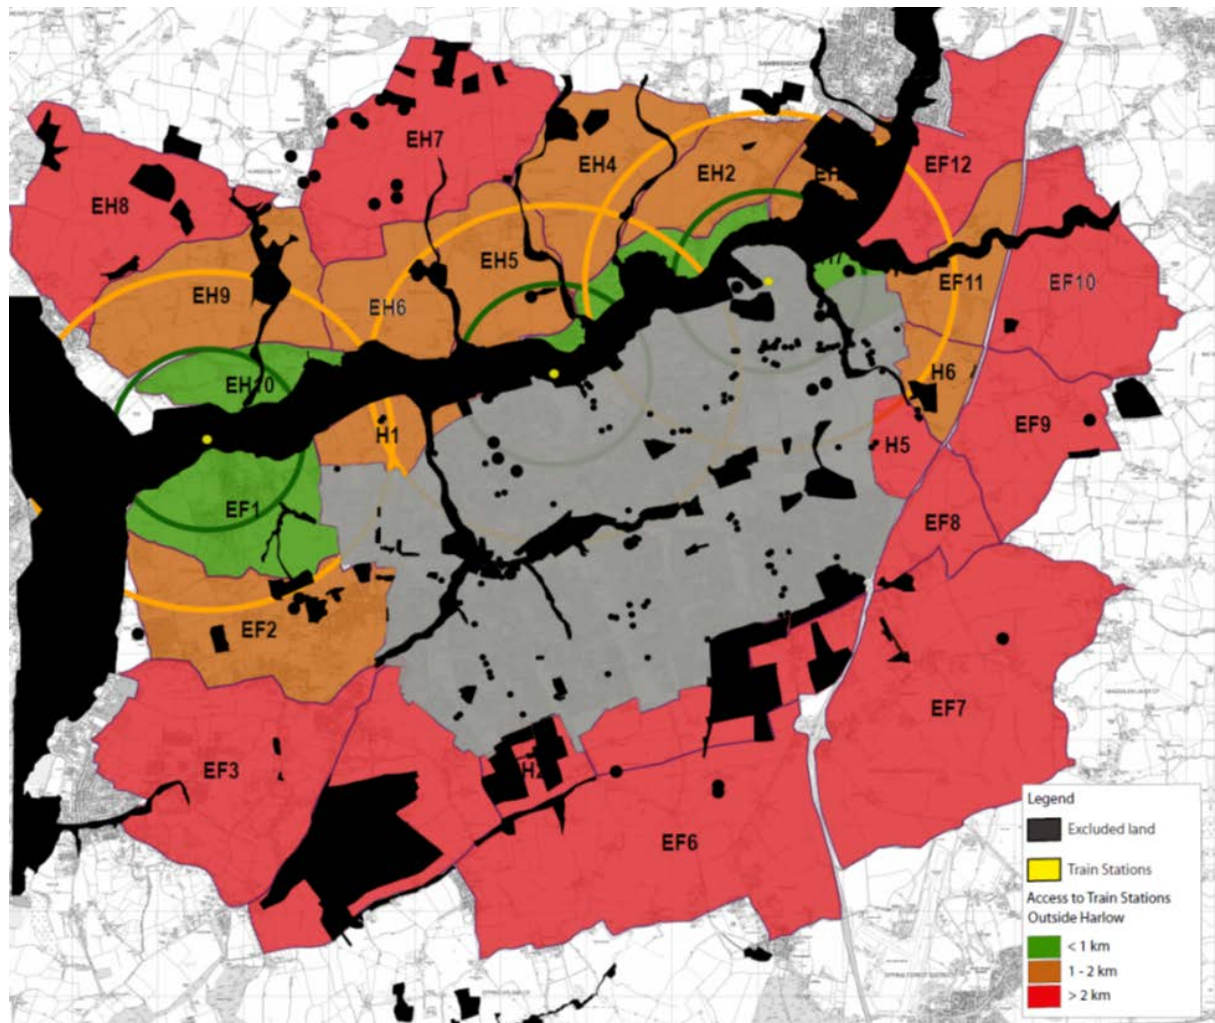 EH7
EH4
EH2
EF12
EH8
EH5
EH9
EH6
EF11
EF10
EH10
H6
H1
EF9
H5
EF1
EF8
EF2
EF7
EF3
EF6
Legend
Excluded land
Train Stations
Access to Train Stations
Outside Harlow
< 1 km
1 - 2 km
> 2 km